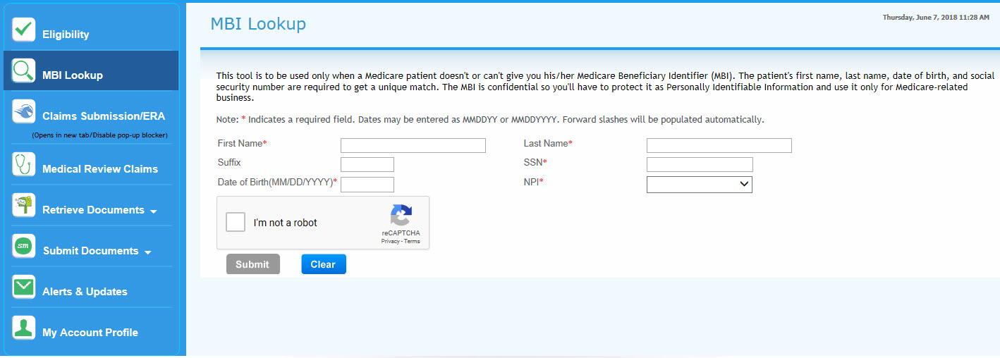 Eligibility
MBI Lookup
Claims Submission/ERA
(Opens in new tab/Disable pop-up blocker)
Medical Review Claims
Retrieve Documents
sm
Submit Documents
Alerts & Updates
My Account Profile
MBI Lookup
Thursday, June 7, 2018 11:28 AM
This tool is to be used only when a Medicare patient doesn't or can't give you his/her Medicare Beneficiary Identifier (MBI). The patient's first name, last name, date of birth, and social
security number are required to get a unique match. The MBI is confidential so you'll have to protect it as Personally Identifiable Information and use it only for Medicare-related
business.
Note: * Indicates a required field. Dates may be entered as MMDDYY or MMDDYYYY. Forward slashes will be populated automatically.
First Name* Last Name*
Suffix SSN*
Date of Birth(MM/DD/YYYY)* NPI*
I'm not a robot
reCAPTCHA
Privacy - Terms
Submit Clear